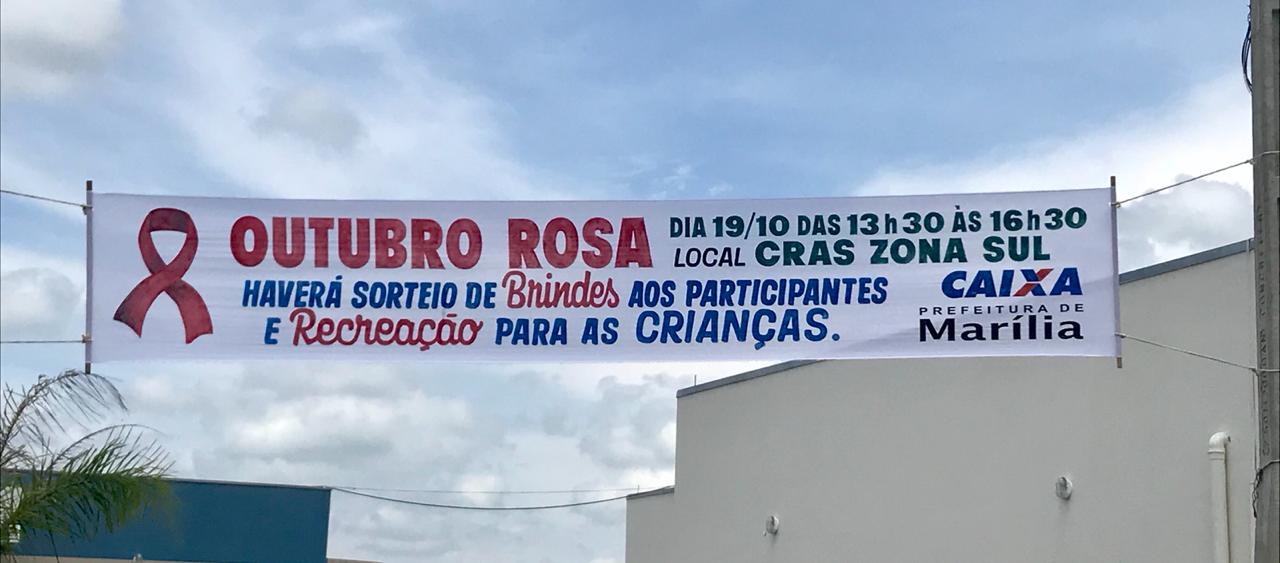 OUTUBRO ROSA
DIA 19/10 DAS 13h30 ÀS 16h30
LOCAL CRAS ZONA SUL
HAVERÁ SORTEIO DE Brindes AOS PARTICIPANTES
E Recreação PARA AS CRIANÇAS.
CAIXA
PREFEITURA DE
Marília